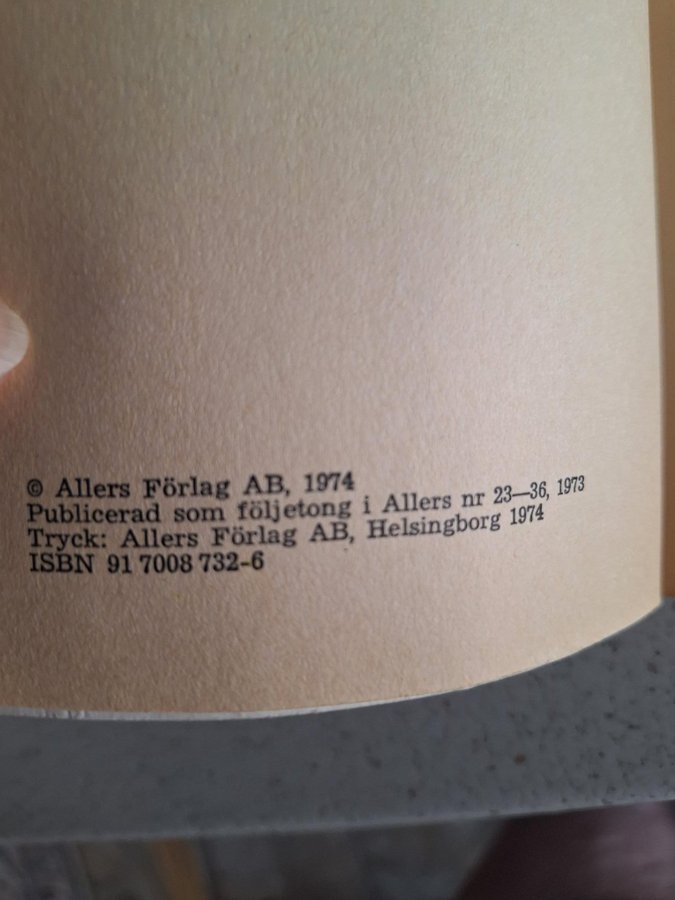 © Allers Förlag AB, 1974
Publicerad som följetong i Allers nr 23—36, 1973
Tryck: Allers Förlag AB, Helsingborg 1974
ISBN 91 7008 732-6